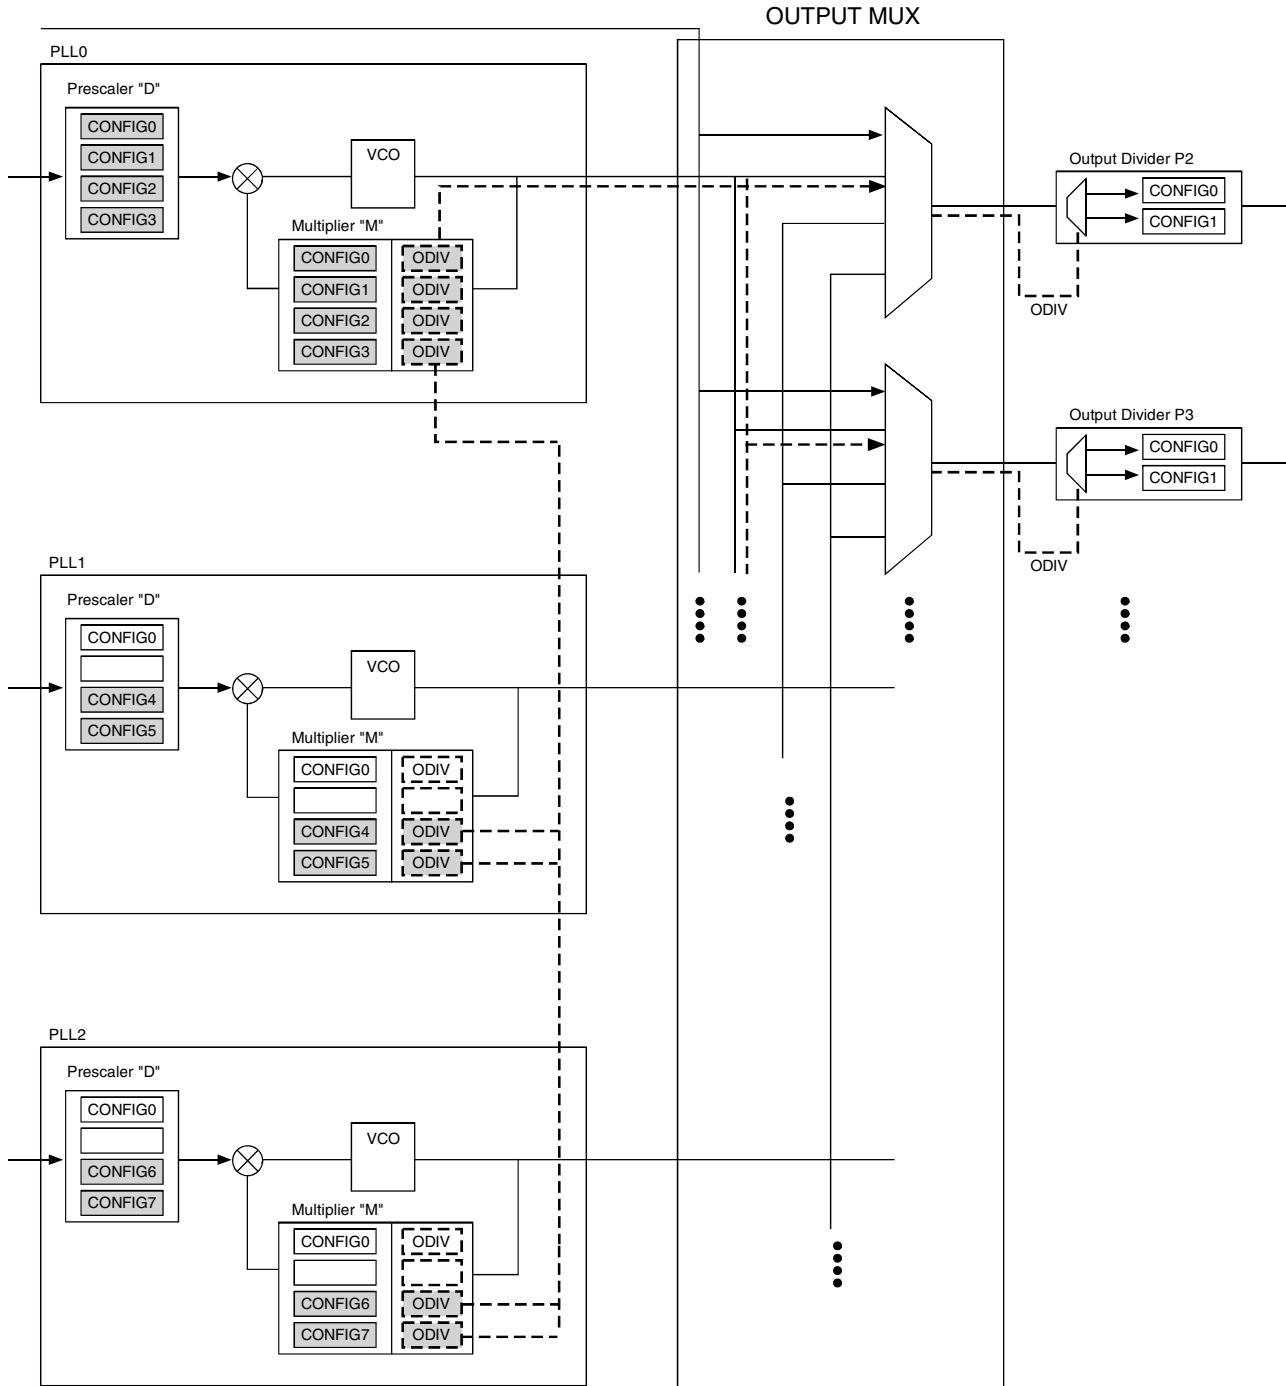 OUTPUT MUX
PLL0
Prescaler "D"
CONFIG0
CONFIG1
CONFIG2
CONFIG3
VCO
Multiplier "M"
CONFIG0 ODIV
CONFIG1 ODIV
CONFIG2 ODIV
CONFIG3 ODIV
Output Divider P2
CONFIG0
CONFIG1
ODIV
Output Divider P3
CONFIG0
CONFIG1
ODIV
PLL1
Prescaler "D"
CONFIG0
CONFIG4
CONFIG5
VCO
Multiplier "M"
CONFIG0 ODIV
CONFIG4 ODIV
CONFIG5 ODIV
PLL2
Prescaler "D"
CONFIG0
CONFIG6
CONFIG7
VCO
Multiplier "M"
CONFIG0 ODIV
CONFIG6 ODIV
CONFIG7 ODIV